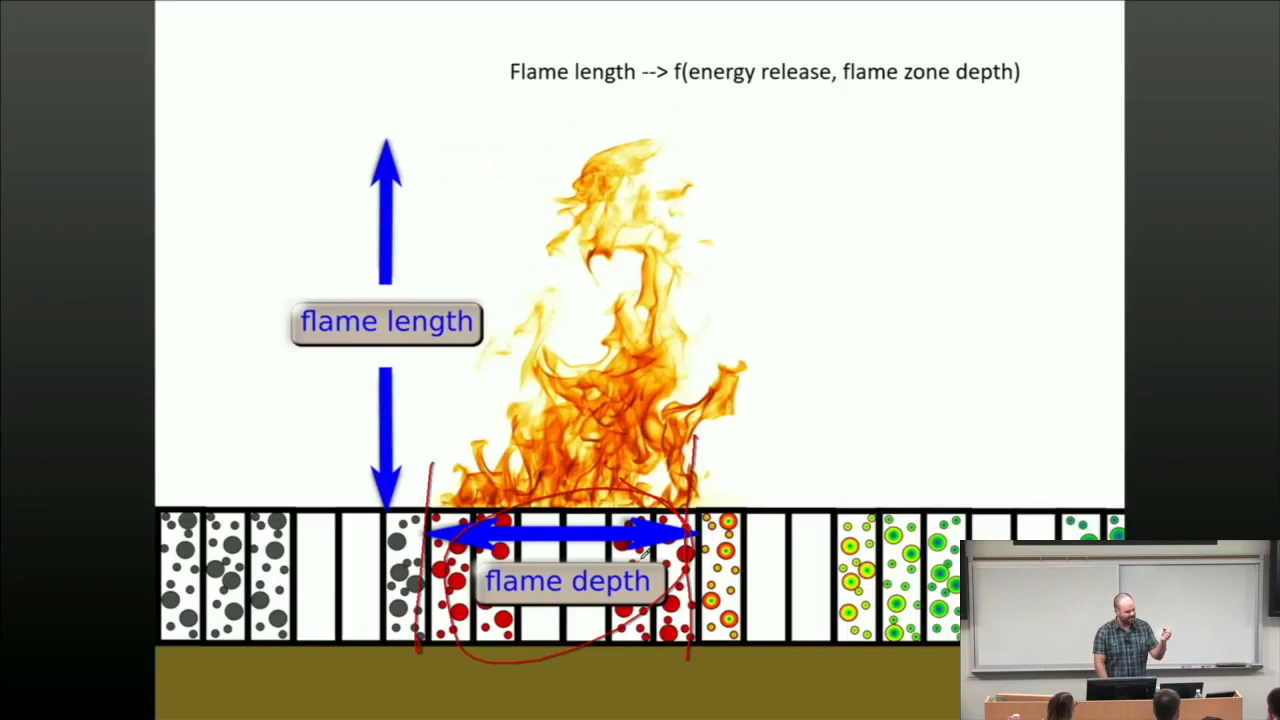 Flame length --> f(energy release, flame zone depth)
flame length
flame depth